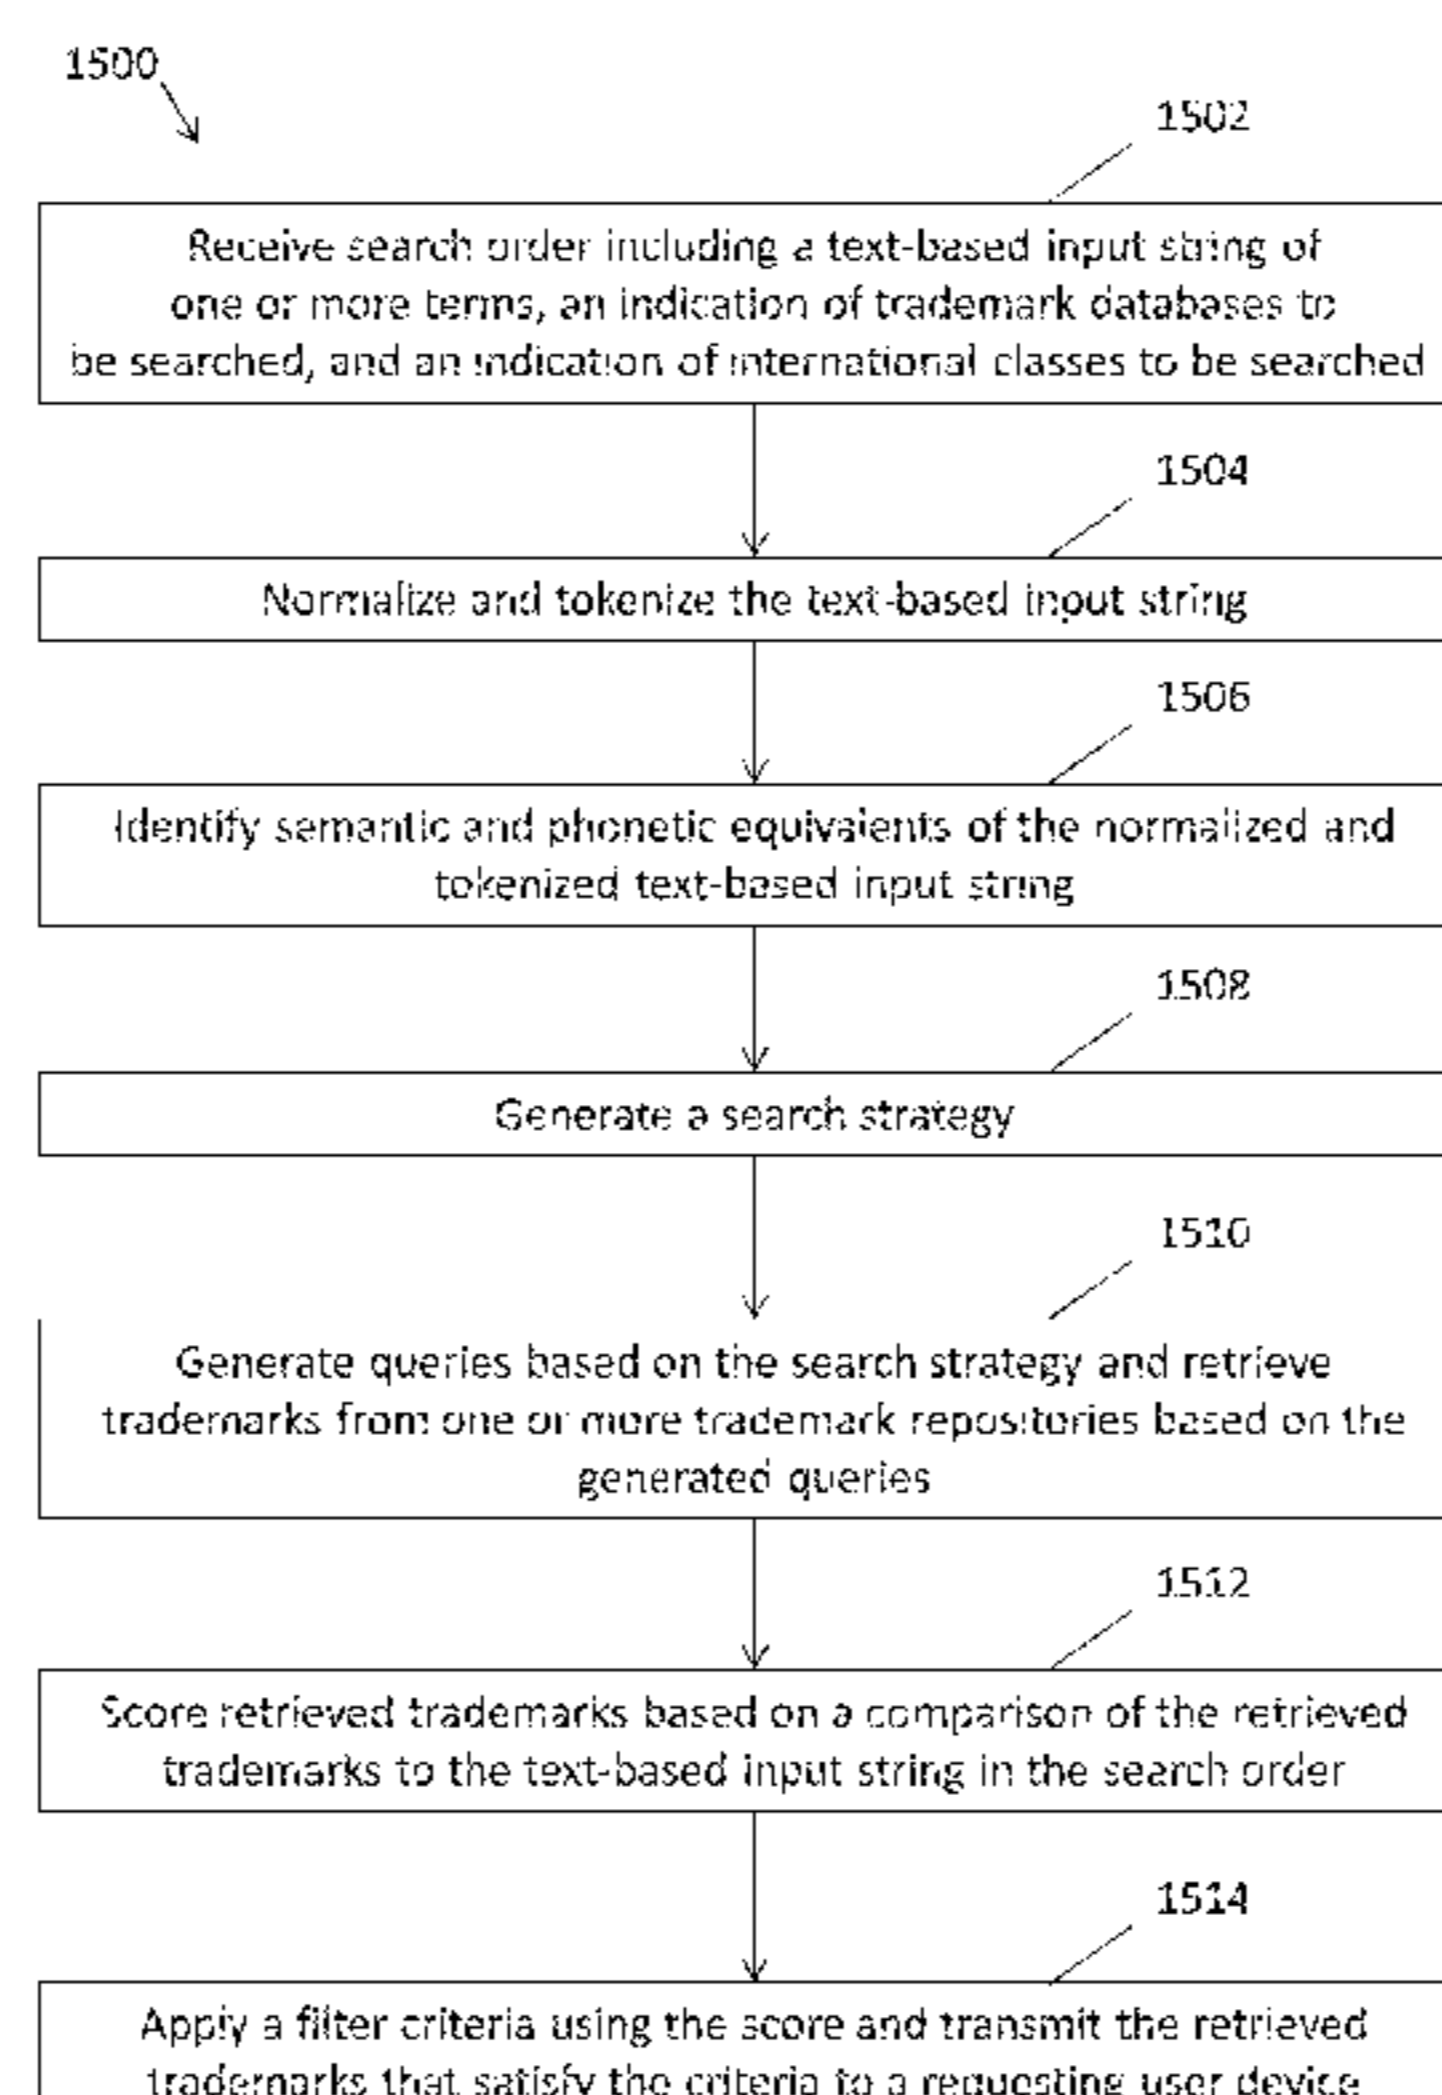 1500
1502
Receive search order including a text-based input string of
one or more terms, an indication of trademark databases to
be searched, and an indication of international classes to be searched
1504
Normalize and tokenize the text-based input string
1506
Identify semantic and phonetic equivalents of the normalized and
tokenized text-based input string
1508
Generate a search strategy
1510
Generate queries based on the search strategy and retrieve
trademarks from one or more trademark repositories based on the
generated queries
1512
Score retrieved trademarks based on a comparison of the retrieved
trademarks to the text-based input string in the search order
1514
Apply a filter criteria using the score and transmit the retrieved
trademarks that satisfy the criteria to a requesting user device